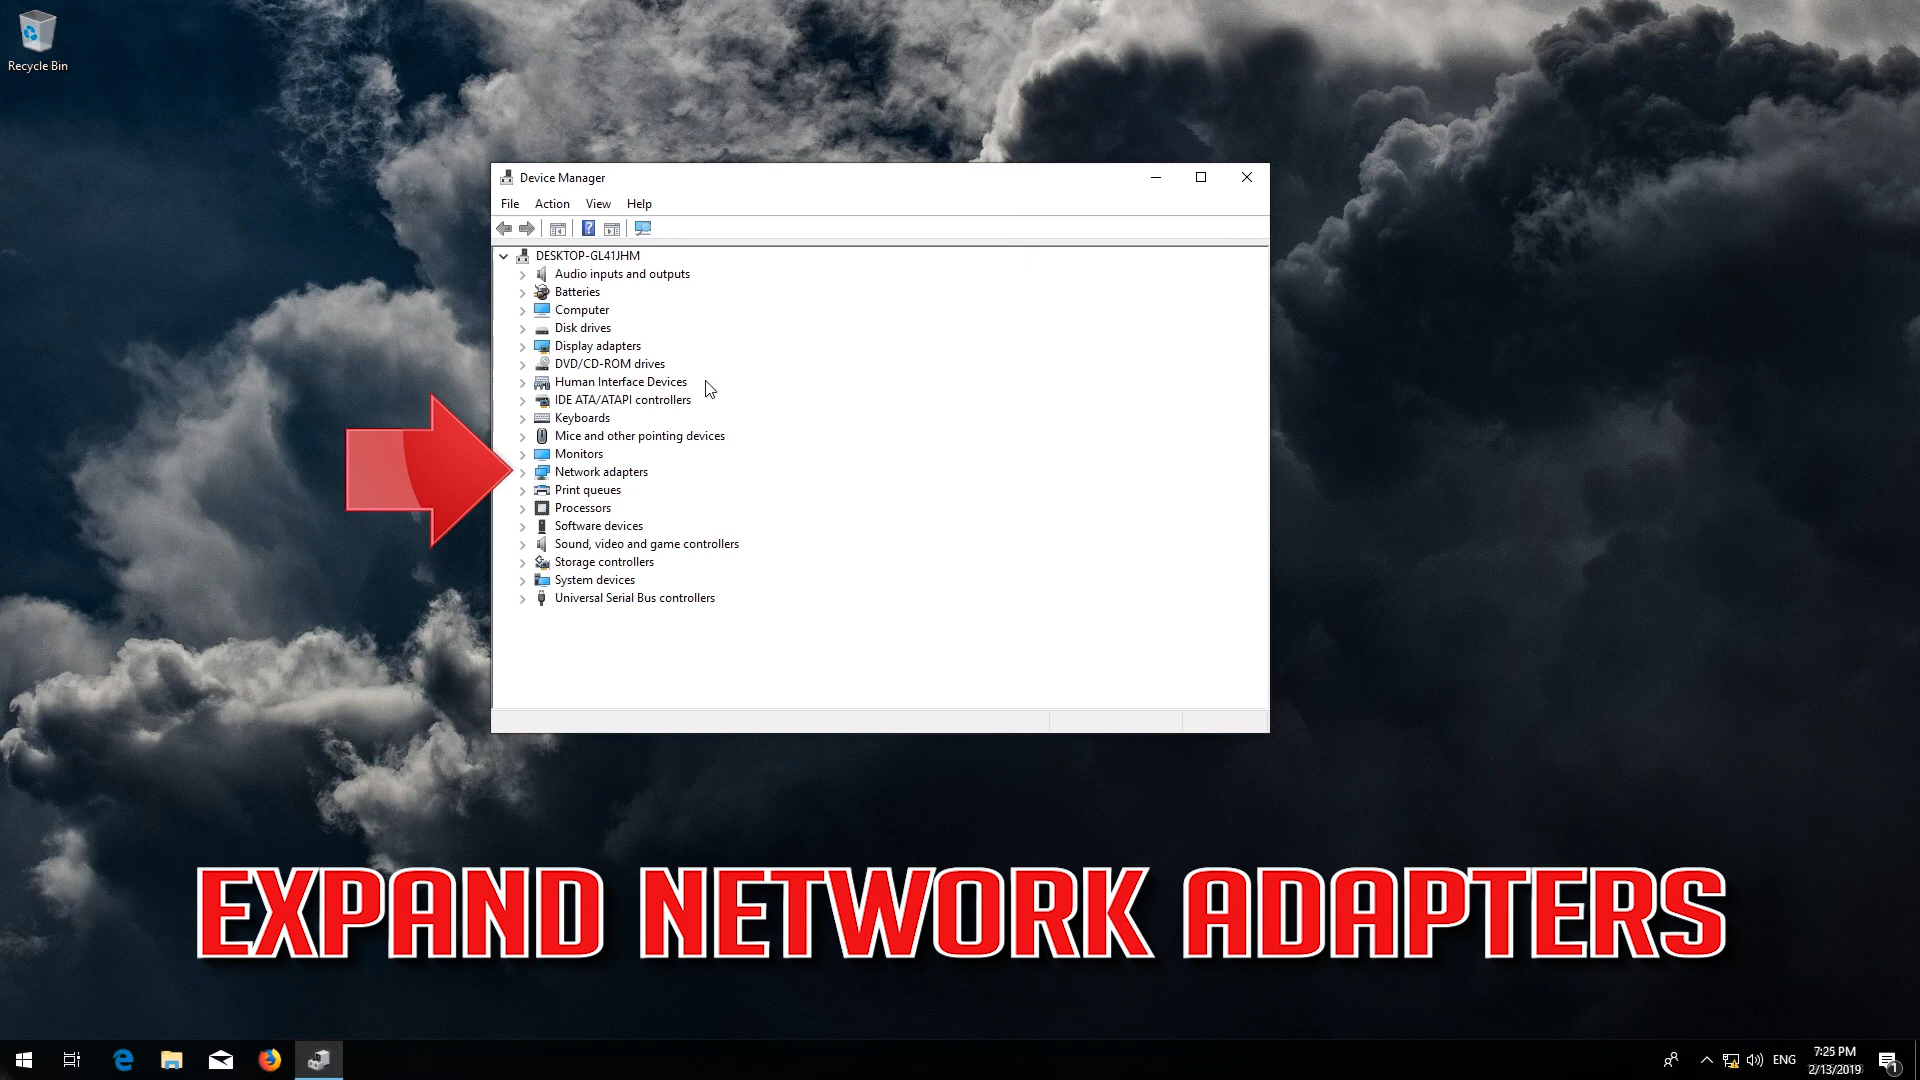 Recycle Bin
Device Manager
File Action View Help
DESKTOP-GL41JHM
Audio inputs and outputs
Batteries
Computer
Disk drives
Display adapters
DVD/CD-ROM drives
Human Interface Devices
IDE ATA/ATAPI controllers
Keyboards
Mice and other pointing devices
Monitors
Network adapters
Print queues
Processors
Software devices
Sound, video and game controllers
Storage controllers
System devices
Universal Serial Bus controllers
EXPAND NETWORK ADAPTERS
ENG
7:25 PM
2/13/2019
1